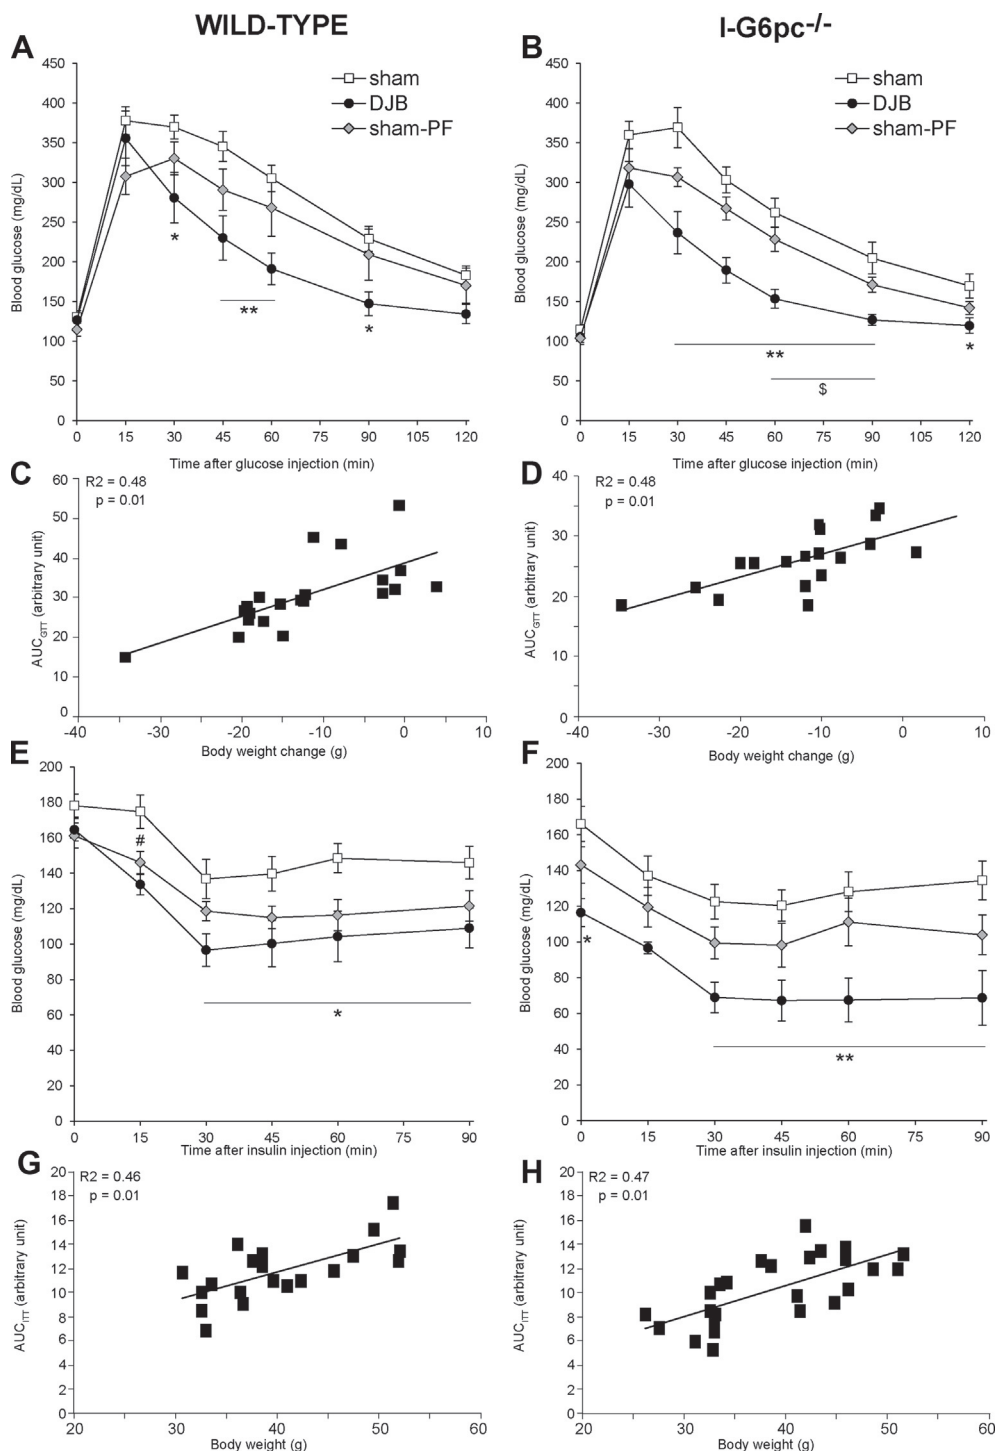 WILD-TYPE
I-G6pc-/-
A
450
400
350
300
250
200
150
100
50
0
Blood glucose (mg/dL)
sham
DJB
sham-PF
*
**
*
0 15 30 45 60 75 90 105 120
Time after glucose injection (min)
B
450
400
350
300
250
200
150
100
50
0
Blood glucose (mg/dL)
sham
DJB
sham-PF
**
*
$
0 15 30 45 60 75 90 105 120
Time after glucose injection (min)
C
R2 = 0.48
p = 0.01
60
50
40
30
20
10
0
AUCGTT (arbitrary unit)
-40 -30 -20 -10 0 10
Body weight change (g)
D
R2 = 0.48
p = 0.01
40
30
20
10
0
AUCGTT (arbitrary unit)
-40 -30 -20 -10 0 10
Body weight change (g)
E
200
180
160
140
120
100
80
60
40
20
0
Blood glucose (mg/dL)
#
*
0 15 30 45 60 75 90
Time after insulin injection (min)
F
200
180
160
140
120
100
80
60
40
20
0
Blood glucose (mg/dL)
*
**
0 15 30 45 60 75 90
Time after insulin injection (min)
G
R2 = 0.46
p = 0.01
20
18
16
14
12
10
8
6
4
2
0
AUCITT (arbitrary unit)
20 30 40 50 60
Body weight (g)
H
R2 = 0.47
p = 0.01
20
18
16
14
12
10
8
6
4
2
0
AUCITT (arbitrary unit)
20 30 40 50 60
Body weight (g)